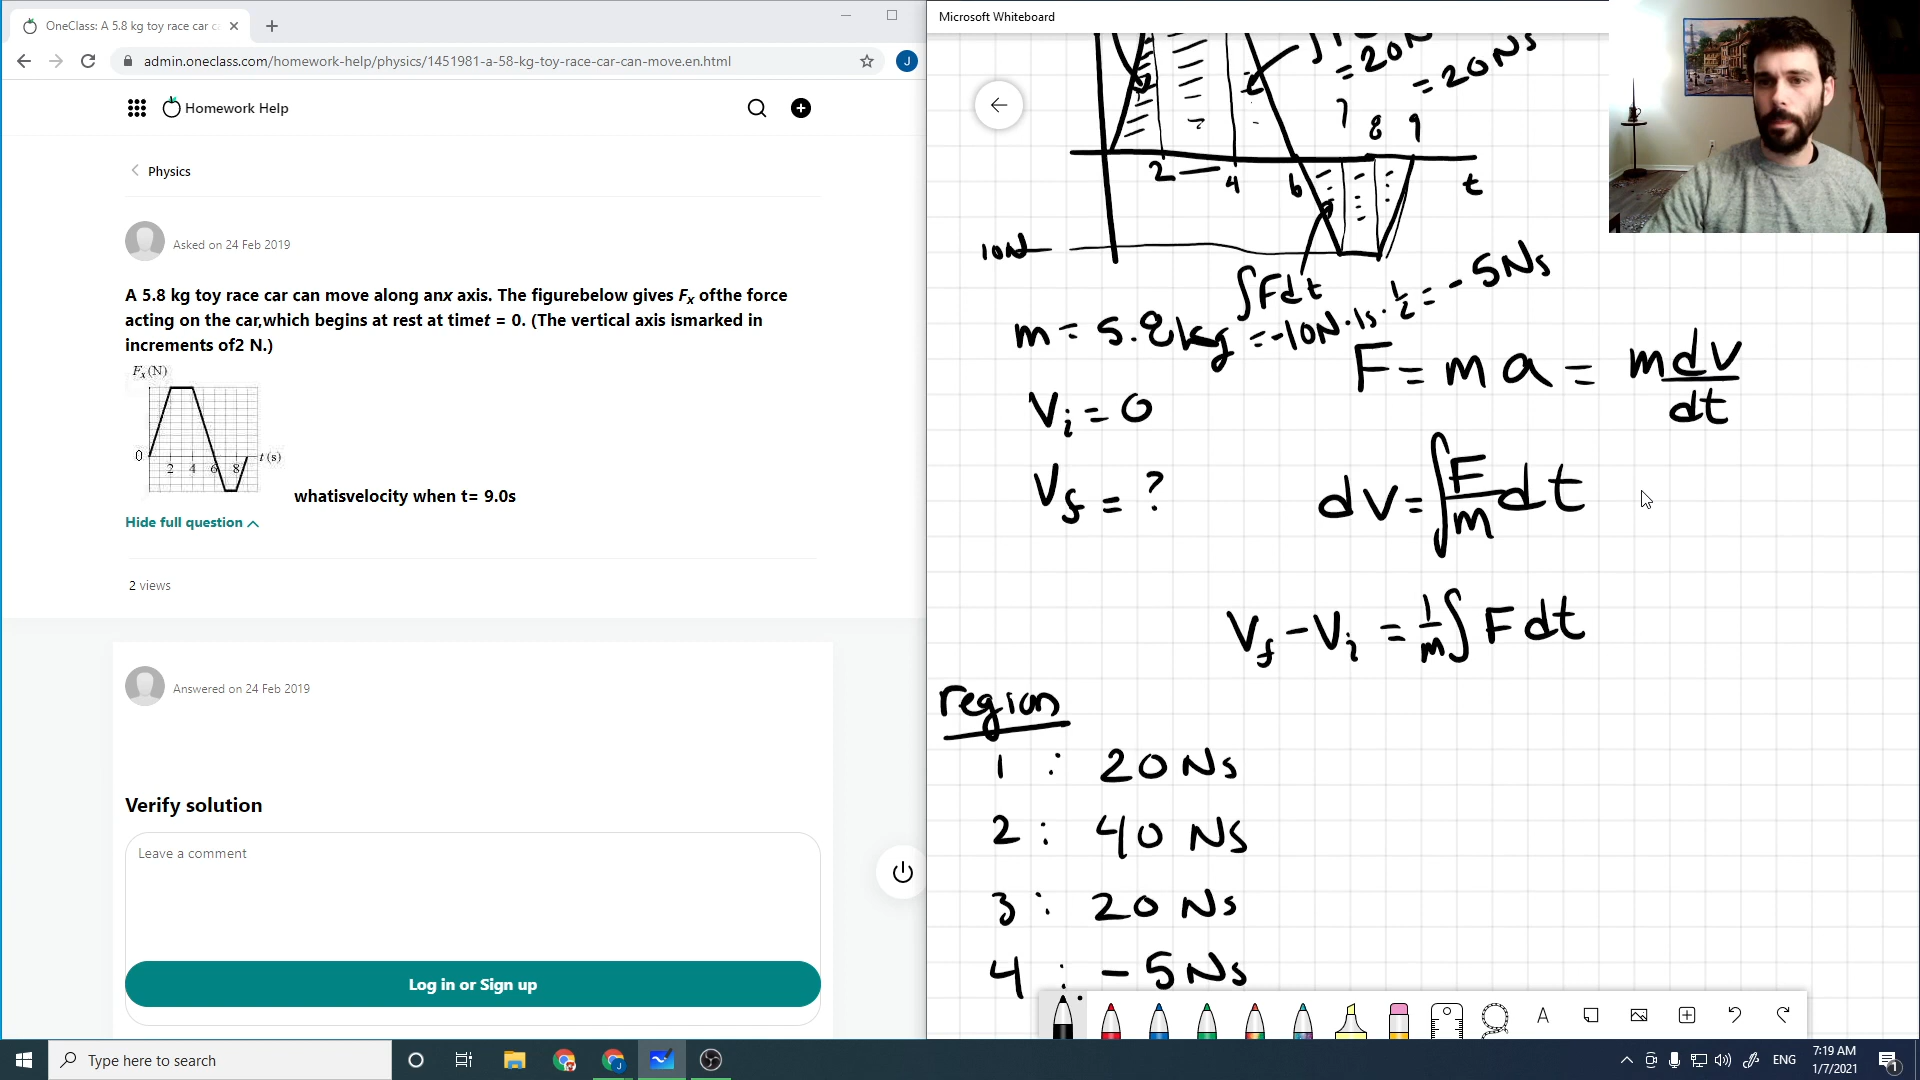 OneClass: A 5.8 kg toy race car ca
admin.oneclass.com/homework-help/physics/1451981-a-58-kg-toy-race-car-can-move.en.html
J
Homework Help
Physics
Asked on 24 Feb 2019
A 5.8 kg toy race car can move along anx axis. The figurebelow gives Fx ofthe force
acting on the car,which begins at rest at timet = 0. (The vertical axis ismarked in
increments of2 N.)
Fx (N)
0
2 4 6 8
t (s)
whatisvelocity when t= 9.0s
Hide full question
2 views
Answered on 24 Feb 2019
Verify solution
Leave a comment
Log in or Sign up
Microsoft Whiteboard
= 20N
= 20Ns
7 8 9
2 4 6 t
10N
∫Fdt
= -10N·1s·1/2 = -5Ns
m = 5.8kg
F = ma = mdv/dt
Vi = 0
Vf = ?
dv = ∫F/m dt
Vf - Vi = 1/m ∫ F dt
region
1 : 20 Ns
2 : 40 Ns
3 : 20 Ns
4 : - 5 Ns
Type here to search
ENG
7:19 AM
1/7/2021
1